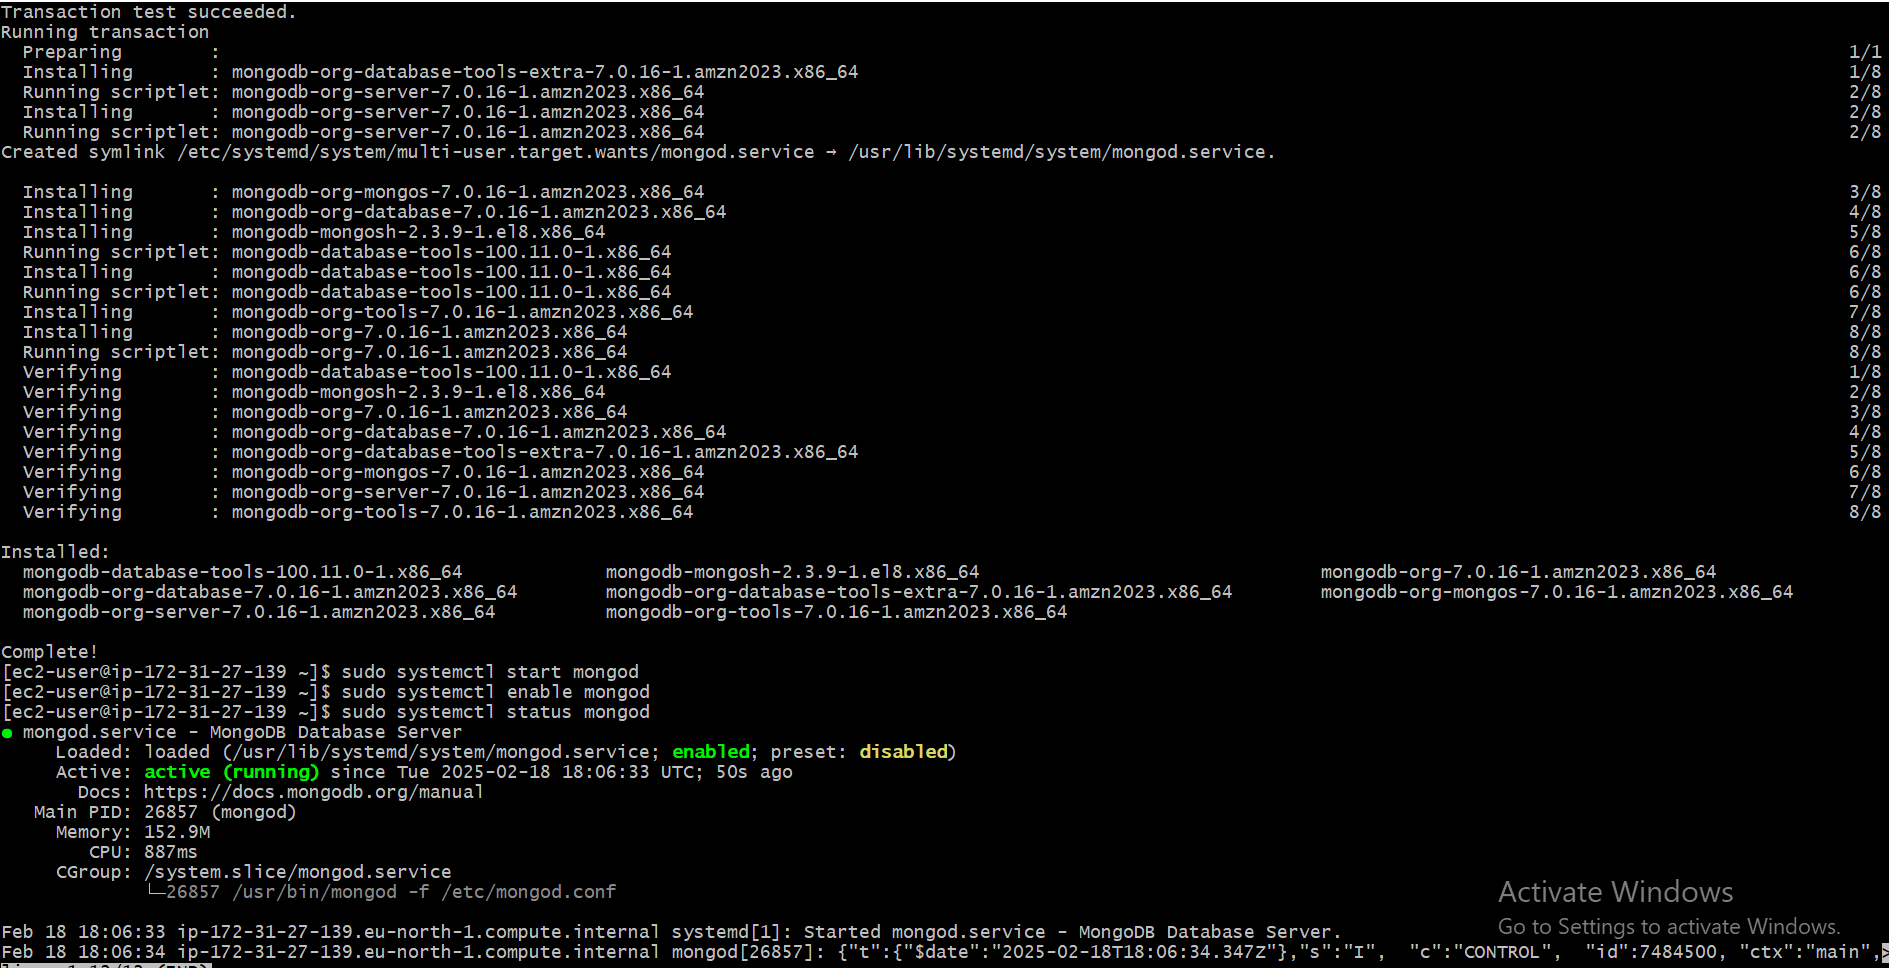 Transaction test succeeded.
Running transaction
  Preparing        :                                                        1/1
  Installing       : mongodb-org-database-tools-extra-7.0.16-1.amzn2023.x86_64    1/8
  Running scriptlet: mongodb-org-server-7.0.16-1.amzn2023.x86_64    2/8
  Installing       : mongodb-org-server-7.0.16-1.amzn2023.x86_64    2/8
  Running scriptlet: mongodb-org-server-7.0.16-1.amzn2023.x86_64    2/8
Created symlink /etc/systemd/system/multi-user.target.wants/mongod.service → /usr/lib/systemd/system/mongod.service.
  Installing       : mongodb-org-mongos-7.0.16-1.amzn2023.x86_64    3/8
  Installing       : mongodb-org-database-7.0.16-1.amzn2023.x86_64    4/8
  Installing       : mongodb-mongosh-2.3.9-1.el8.x86_64    5/8
  Running scriptlet: mongodb-database-tools-100.11.0-1.x86_64    6/8
  Installing       : mongodb-database-tools-100.11.0-1.x86_64    6/8
  Running scriptlet: mongodb-database-tools-100.11.0-1.x86_64    6/8
  Installing       : mongodb-org-tools-7.0.16-1.amzn2023.x86_64    7/8
  Installing       : mongodb-org-7.0.16-1.amzn2023.x86_64    8/8
  Running scriptlet: mongodb-org-7.0.16-1.amzn2023.x86_64    8/8
  Verifying        : mongodb-database-tools-100.11.0-1.x86_64    1/8
  Verifying        : mongodb-mongosh-2.3.9-1.el8.x86_64    2/8
  Verifying        : mongodb-org-7.0.16-1.amzn2023.x86_64    3/8
  Verifying        : mongodb-org-database-7.0.16-1.amzn2023.x86_64    4/8
  Verifying        : mongodb-org-database-tools-extra-7.0.16-1.amzn2023.x86_64    5/8
  Verifying        : mongodb-org-mongos-7.0.16-1.amzn2023.x86_64    6/8
  Verifying        : mongodb-org-server-7.0.16-1.amzn2023.x86_64    7/8
  Verifying        : mongodb-org-tools-7.0.16-1.amzn2023.x86_64    8/8
Installed:
  mongodb-database-tools-100.11.0-1.x86_64    mongodb-mongosh-2.3.9-1.el8.x86_64    mongodb-org-7.0.16-1.amzn2023.x86_64
  mongodb-org-database-7.0.16-1.amzn2023.x86_64    mongodb-org-database-tools-extra-7.0.16-1.amzn2023.x86_64    mongodb-org-mongos-7.0.16-1.amzn2023.x86_64
  mongodb-org-server-7.0.16-1.amzn2023.x86_64    mongodb-org-tools-7.0.16-1.amzn2023.x86_64
Complete!
[ec2-user@ip-172-31-27-139 ~]$ sudo systemctl start mongod
[ec2-user@ip-172-31-27-139 ~]$ sudo systemctl enable mongod
[ec2-user@ip-172-31-27-139 ~]$ sudo systemctl status mongod
● mongod.service - MongoDB Database Server
     Loaded: loaded (/usr/lib/systemd/system/mongod.service; enabled; preset: disabled)
     Active: active (running) since Tue 2025-02-18 18:06:33 UTC; 50s ago
       Docs: https://docs.mongodb.org/manual
   Main PID: 26857 (mongod)
     Memory: 152.9M
        CPU: 887ms
     CGroup: /system.slice/mongod.service
             └─26857 /usr/bin/mongod -f /etc/mongod.conf
Activate Windows
Go to Settings to activate Windows.
Feb 18 18:06:33 ip-172-31-27-139.eu-north-1.compute.internal systemd[1]: Started mongod.service - MongoDB Database Server.
Feb 18 18:06:34 ip-172-31-27-139.eu-north-1.compute.internal mongod[26857]: {"t":{"$date":"2025-02-18T18:06:34.347Z"},"s":"I",  "c":"CONTROL",  "id":7484500, "ctx":"main",>